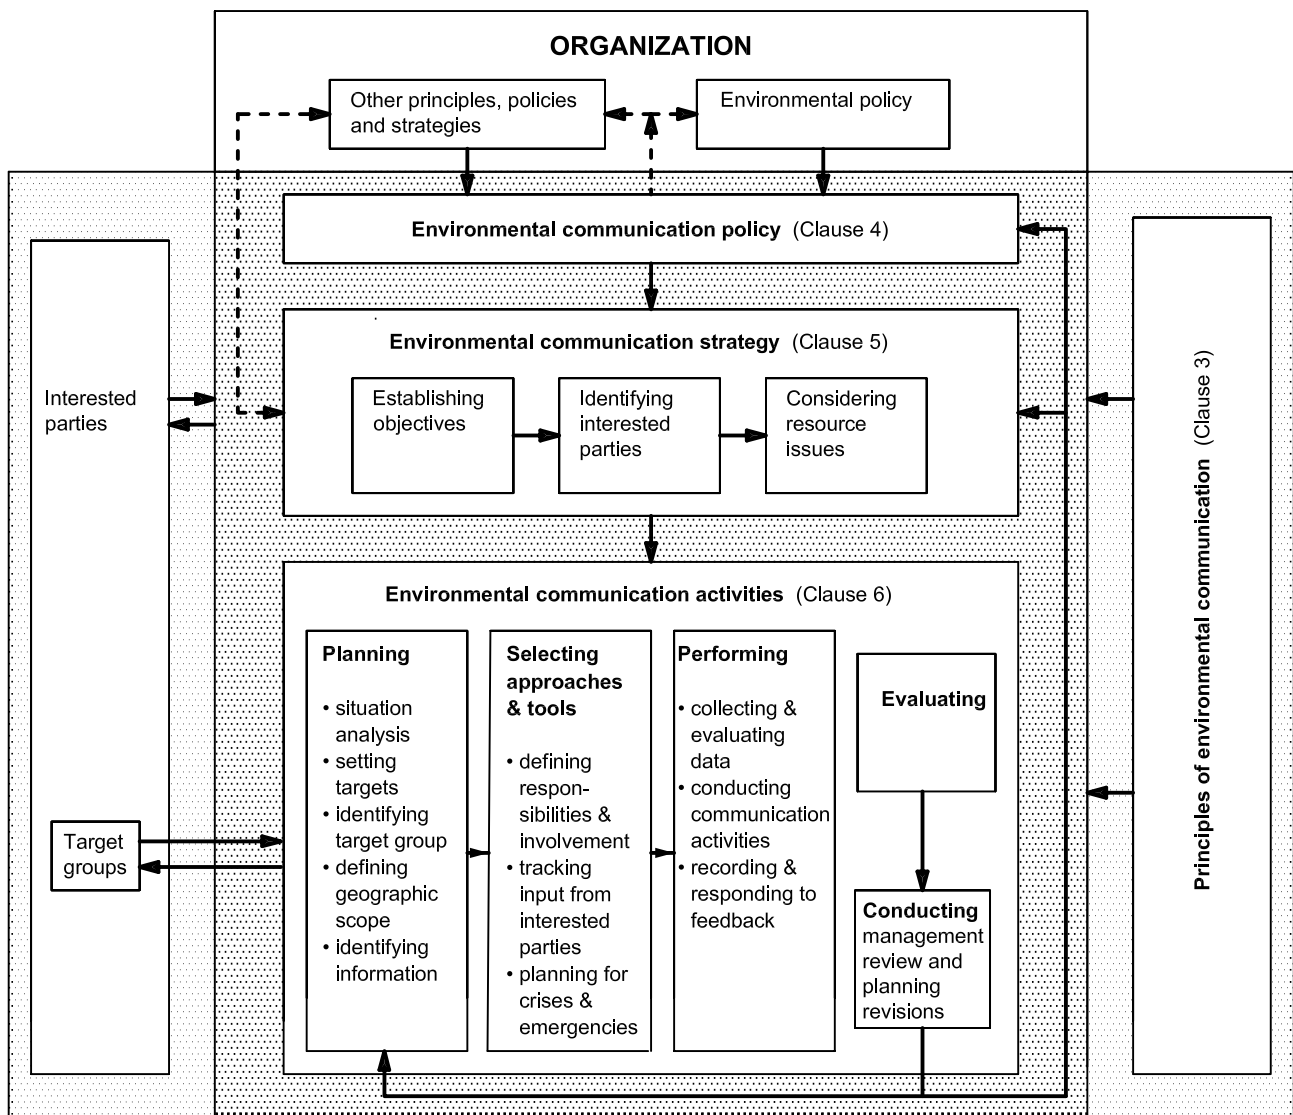 ORGANIZATION
Other principles, policies
and strategies
Environmental policy
Environmental communication policy (Clause 4)
Environmental communication strategy (Clause 5)
Establishing
objectives
Identifying
interested
parties
Considering
resource
issues
Interested
parties
Target
groups
Environmental communication activities (Clause 6)
Planning
• situation
analysis
• setting
targets
• identifying
target group
• defining
geographic
scope
• identifying
information
Selecting
approaches
& tools
• defining
respon-
sibilities &
involvement
• tracking
input from
interested
parties
• planning for
crises &
emergencies
Performing
• collecting &
evaluating
data
• conducting
communication
activities
• recording &
responding to
feedback
Evaluating
Conducting
management
review and
planning
revisions
Principles of environmental communication (Clause 3)